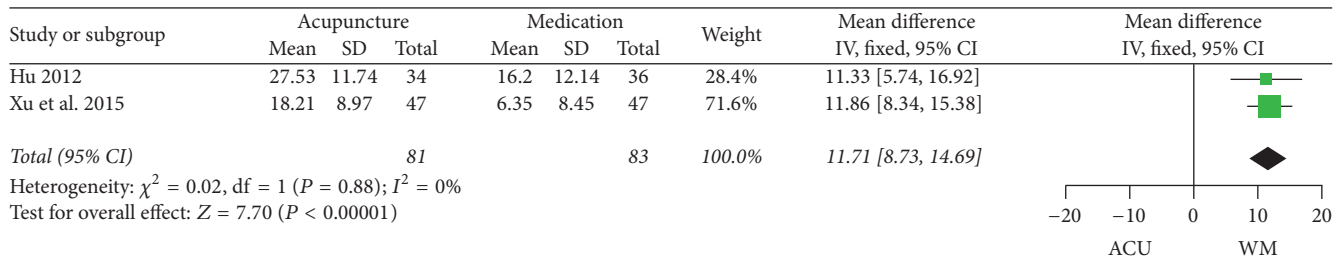 Study or subgroup Acupuncture Medication Weight Mean difference Mean difference
Mean SD Total Mean SD Total IV, fixed, 95% CI IV, fixed, 95% CI
Hu 2012 27.53 11.74 34 16.2 12.14 36 28.4% 11.33 [5.74, 16.92]
Xu et al. 2015 18.21 8.97 47 6.35 8.45 47 71.6% 11.86 [8.34, 15.38]
Total (95% CI) 81 83 100.0% 11.71 [8.73, 14.69]
Heterogeneity: χ² = 0.02, df = 1 (P = 0.88); I² = 0%
Test for overall effect: Z = 7.70 (P < 0.00001)
−20 −10 0 10 20
ACU WM